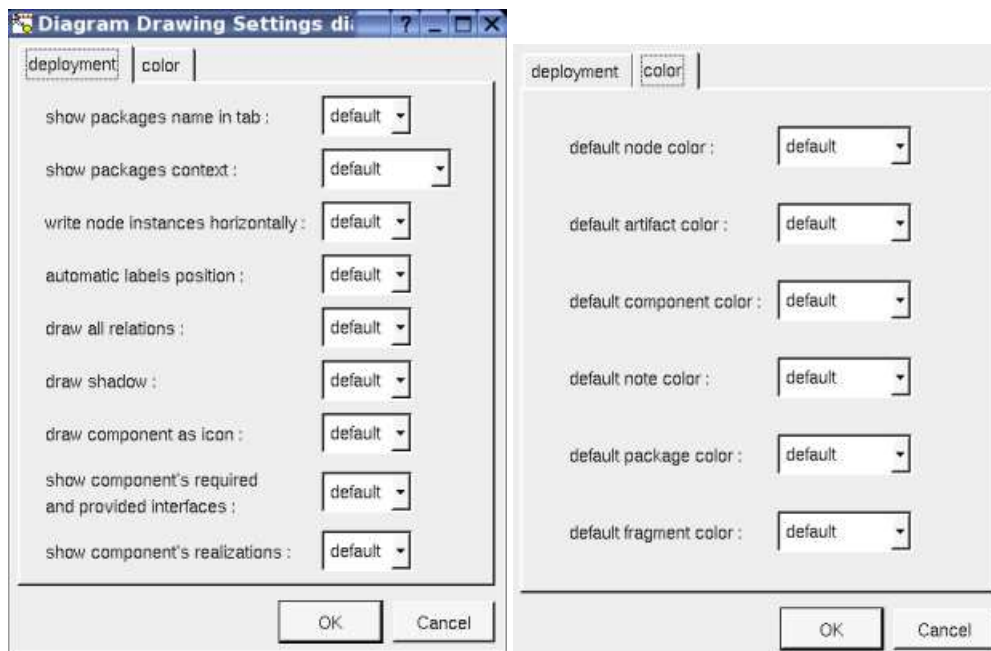 Diagram Drawing Settings di
deployment color
show packages name in tab : default
show packages context : default
write node instances horizontally : default
automatic labels position : default
draw all relations : default
draw shadow : default
draw component as icon : default
show component's required
and provided interfaces : default
show component's realizations : default
OK Cancel
deployment color
default node color : default
default artifact color : default
default component color : default
default note color : default
default package color : default
default fragment color : default
OK Cancel